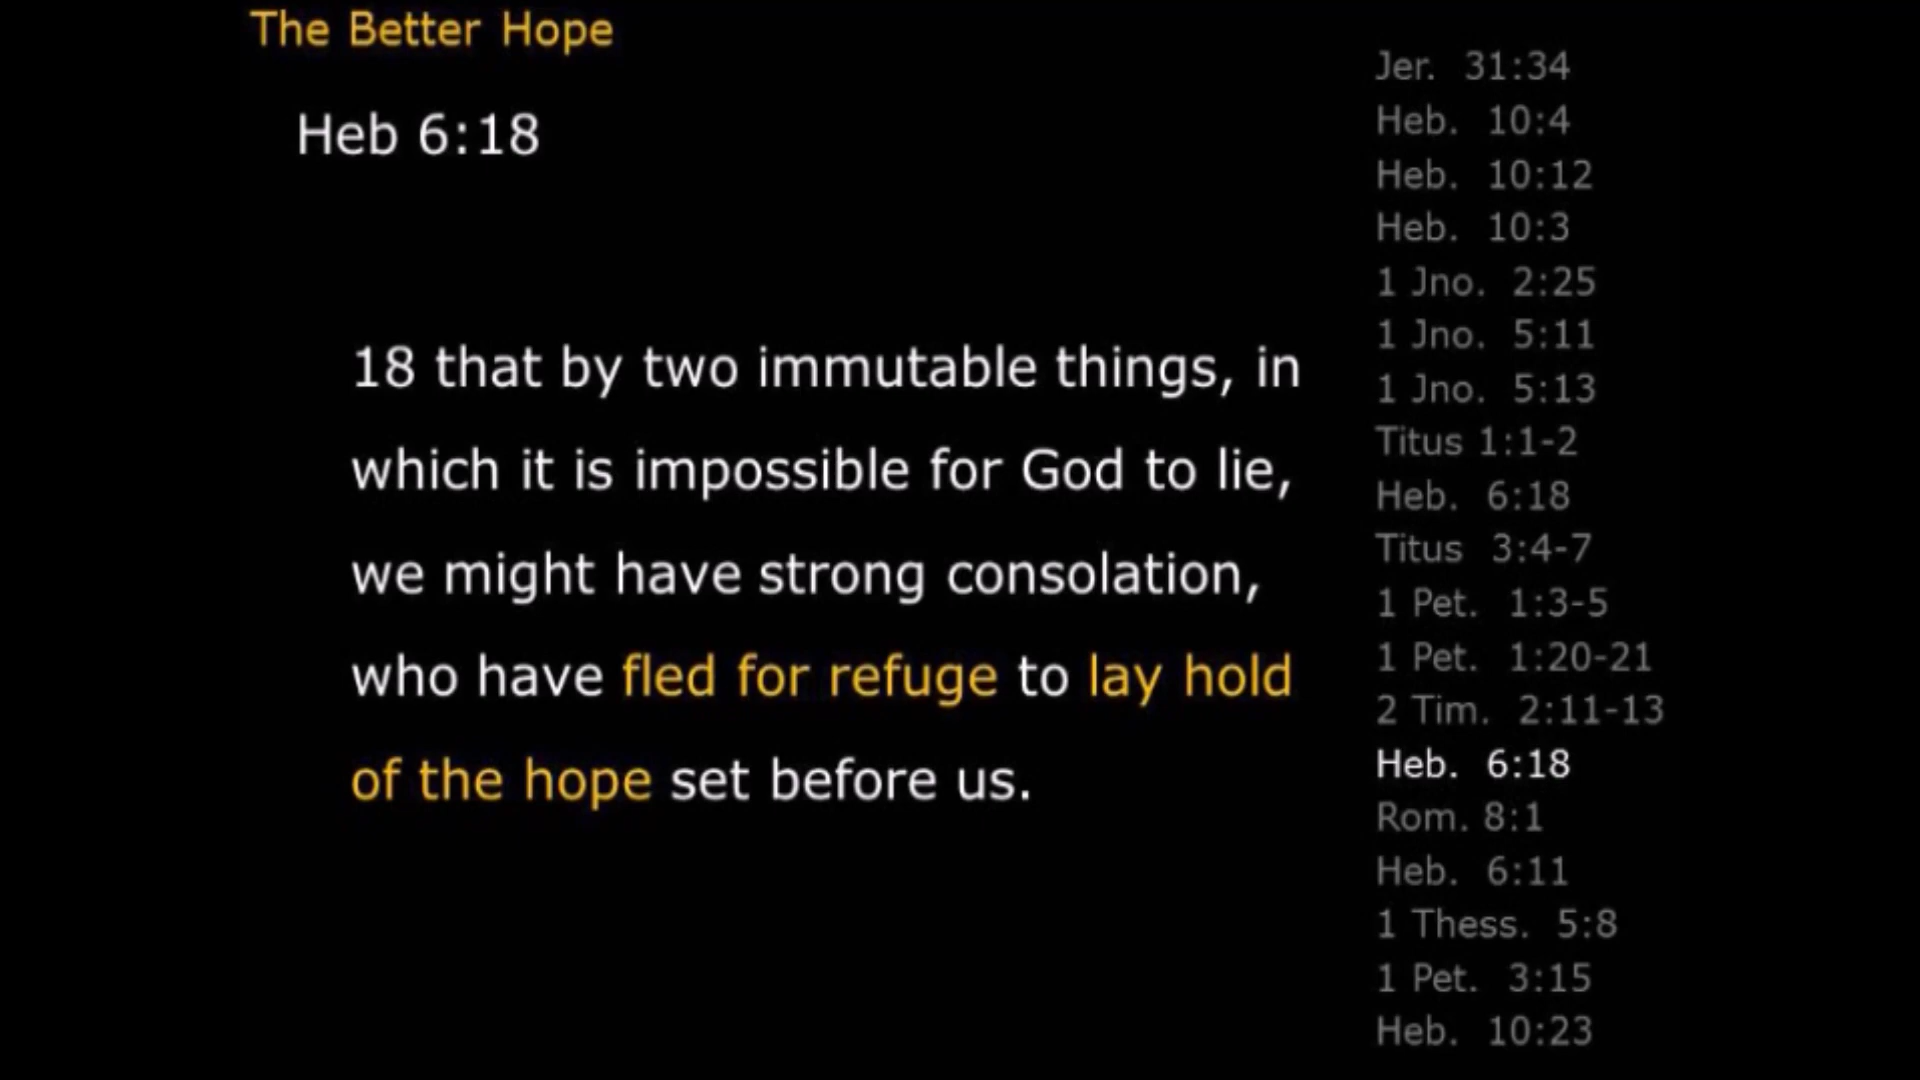 The Better Hope
Heb 6:18
18 that by two immutable things, in
which it is impossible for God to lie,
we might have strong consolation,
who have fled for refuge to lay hold
of the hope set before us.
Jer. 31:34
Heb. 10:4
Heb. 10:12
Heb. 10:3
1 Jno. 2:25
1 Jno. 5:11
1 Jno. 5:13
Titus 1:1-2
Heb. 6:18
Titus 3:4-7
1 Pet. 1:3-5
1 Pet. 1:20-21
2 Tim. 2:11-13
Heb. 6:18
Rom. 8:1
Heb. 6:11
1 Thess. 5:8
1 Pet. 3:15
Heb. 10:23